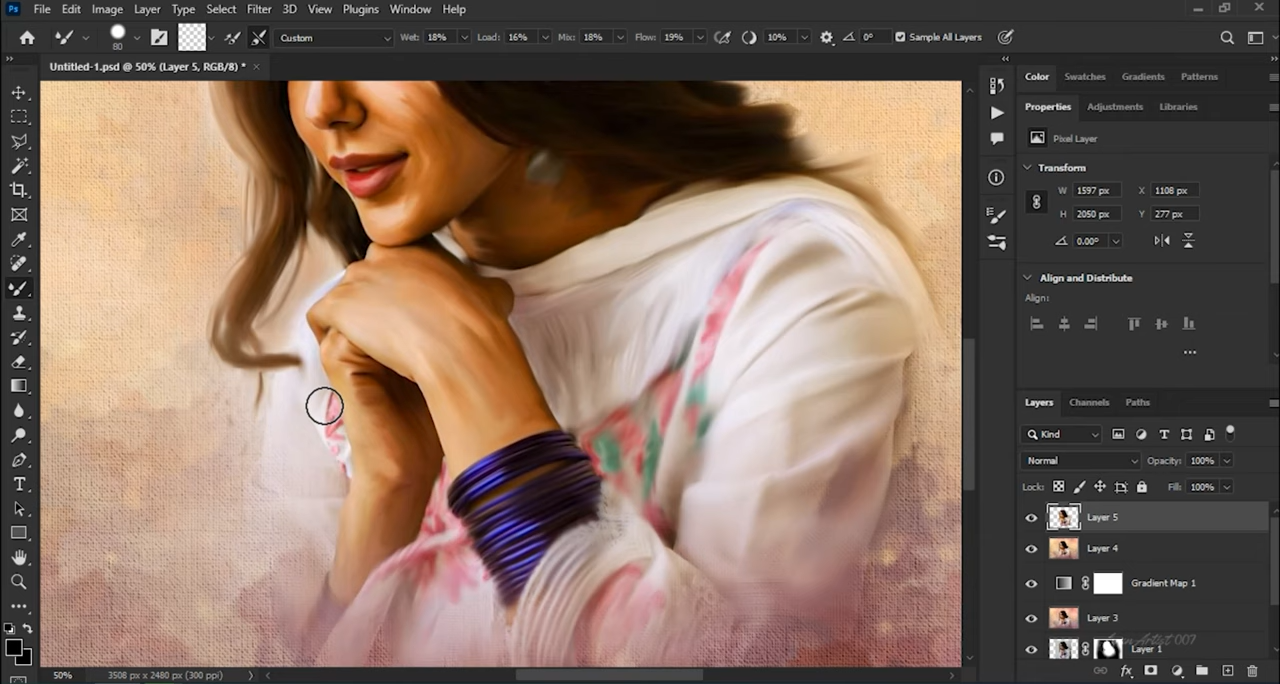 Ps File Edit Image Layer Type Select Filter 3D View Plugins Window Help
80 Custom Wet: 18% Load: 16% Mix: 18% Flow: 19% 10% 0° Sample All Layers
Untitled-1.psd @ 50% (Layer 5, RGB/8) *
Color Swatches Gradients Patterns
Properties Adjustments Libraries
Pixel Layer
Transform
W 1597 px X 1108 px
H 2050 px Y 277 px
0.00°
Align and Distribute
Align:
Layers Channels Paths
Kind
Normal Opacity: 100%
Lock: Fill: 100%
Layer 5
Layer 4
Gradient Map 1
Layer 3
Layer 1
50% 3508 px x 2480 px (300 ppi)